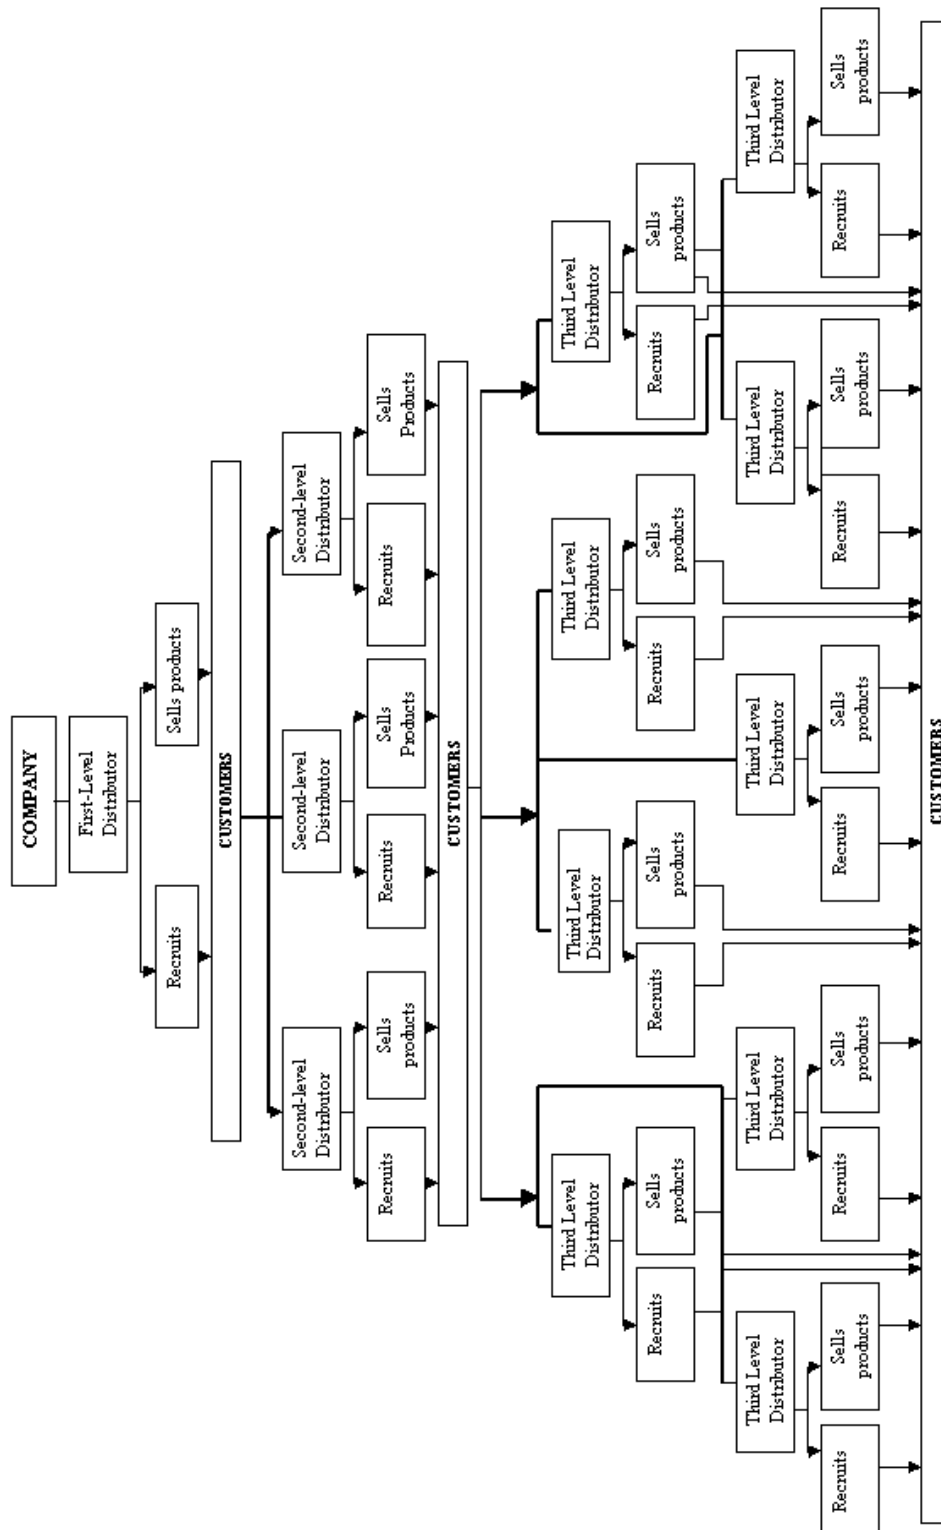 COMPANY
First-Level
Distributor
Recruits
Sells products
CUSTOMERS
Second-level
Distributor
Second-level
Distributor
Second-level
Distributor
Recruits
Sells
products
Recruits
Sells
Products
Recruits
Sells
Products
CUSTOMERS
Third Level
Distributor
Third Level
Distributor
Third Level
Distributor
Third Level
Distributor
Recruits
Sells
products
Recruits
Sells
products
Recruits
Sells
products
Recruits
Sells
products
Third Level
Distributor
Third Level
Distributor
Third Level
Distributor
Third Level
Distributor
Third Level
Distributor
Recruits
Sells
products
Recruits
Sells
products
Recruits
Sells
products
Recruits
Sells
products
Recruits
Sells
products
CUSTOMERS